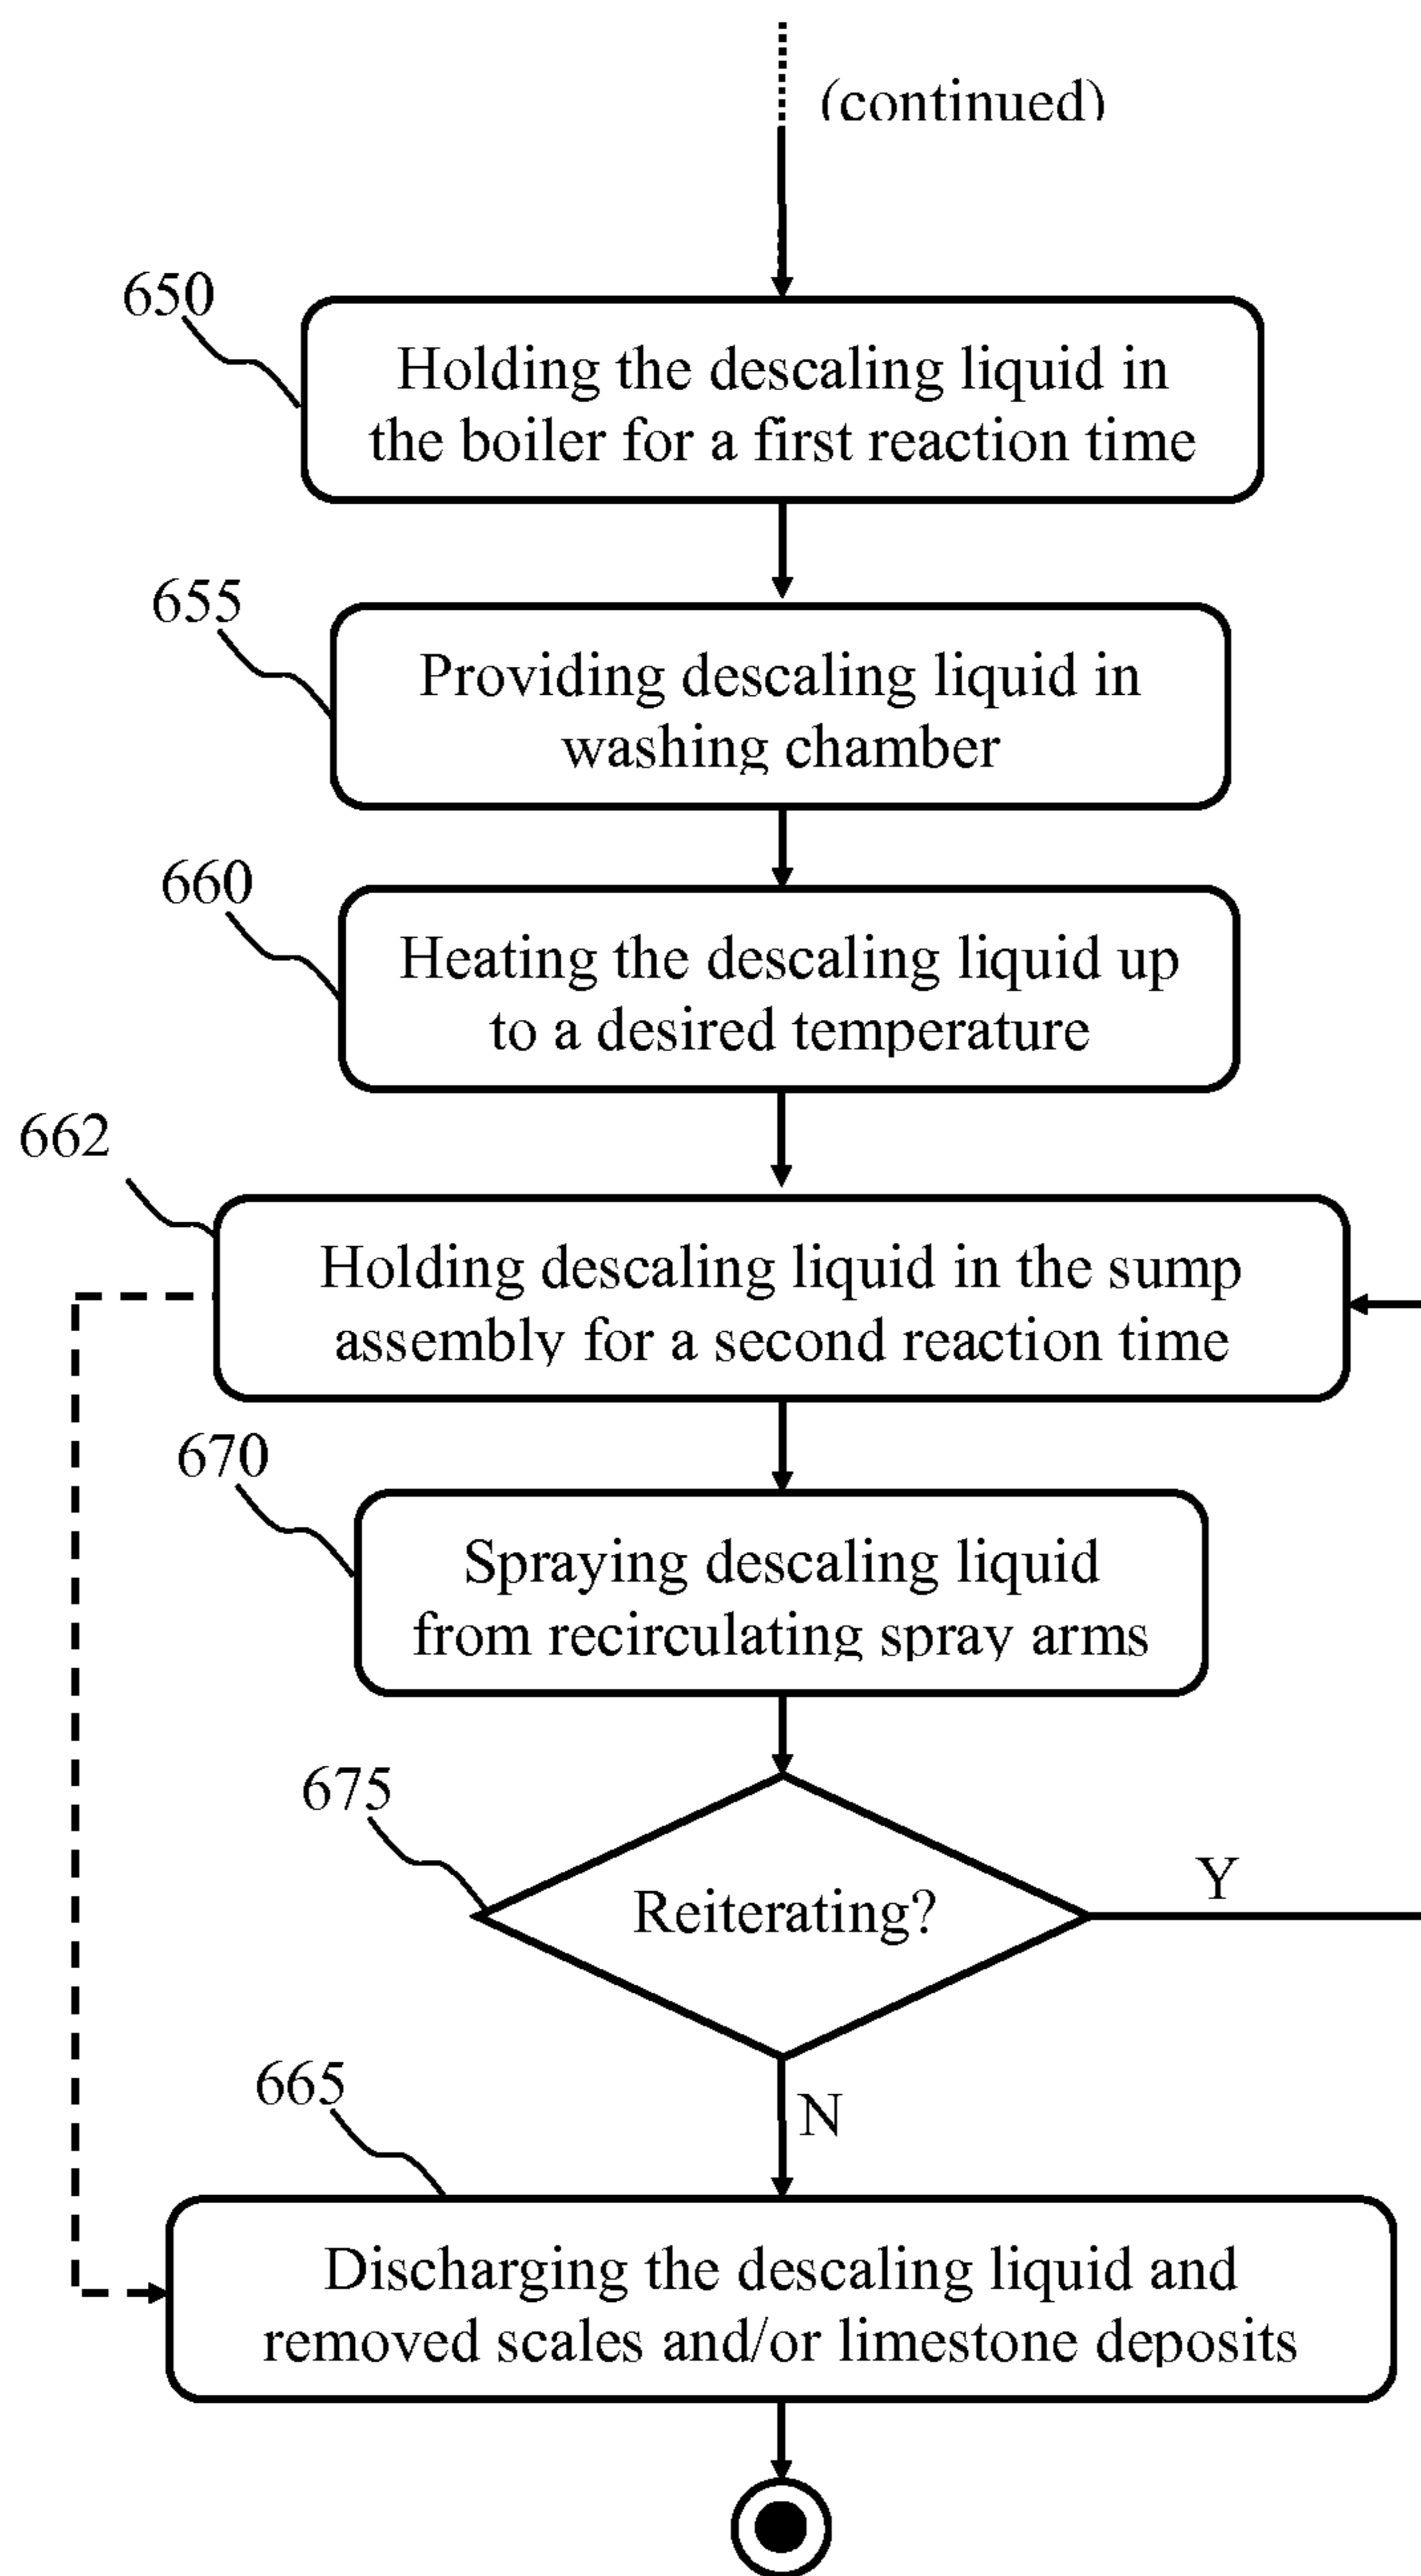 (continued)
650
Holding the descaling liquid in
the boiler for a first reaction time
655
Providing descaling liquid in
washing chamber
660
Heating the descaling liquid up
to a desired temperature
662
Holding descaling liquid in the sump
assembly for a second reaction time
670
Spraying descaling liquid
from recirculating spray arms
675
Reiterating?
Y
N
665
Discharging the descaling liquid and
removed scales and/or limestone deposits